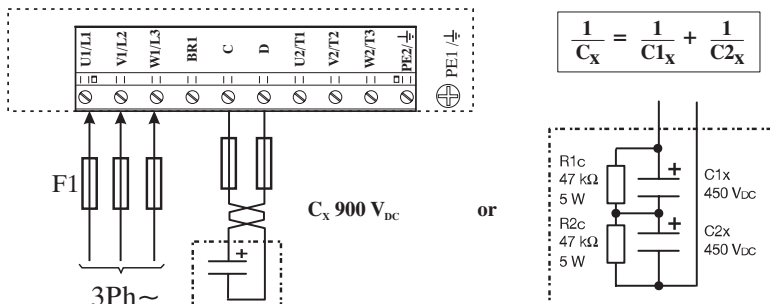 U1/L1
V1/L2
W1/L3
BR1
C
D
U2/T1
V2/T2
W2/T3
PE2/⏚
PE1 /⏚
F1
3Ph~
+
Cx 900 VDC
or
1/Cx = 1/C1x + 1/C2x
R1c
47 kΩ
5 W
R2c
47 kΩ
5 W
+
C1x
450 VDC
+
C2x
450 VDC